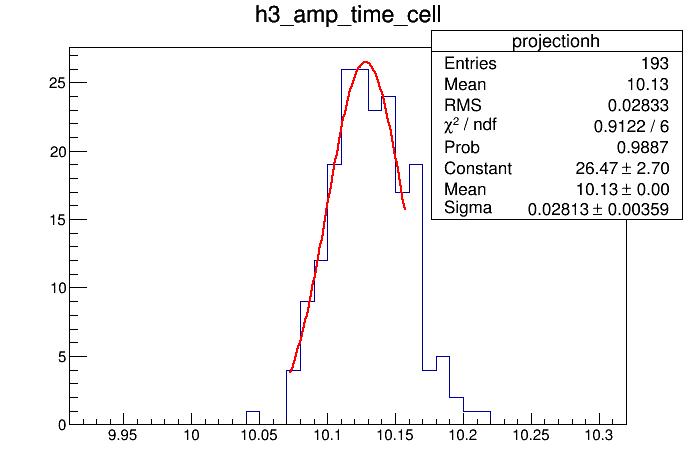 h3_amp_time_cell
projectionh
Entries 193
Mean 10.13
RMS 0.02833
χ² / ndf 0.9122 / 6
Prob 0.9887
Constant 26.47 ± 2.70
Mean 10.13 ± 0.00
Sigma 0.02813 ± 0.00359
25
20
15
10
5
0
9.95 10 10.05 10.1 10.15 10.2 10.25 10.3